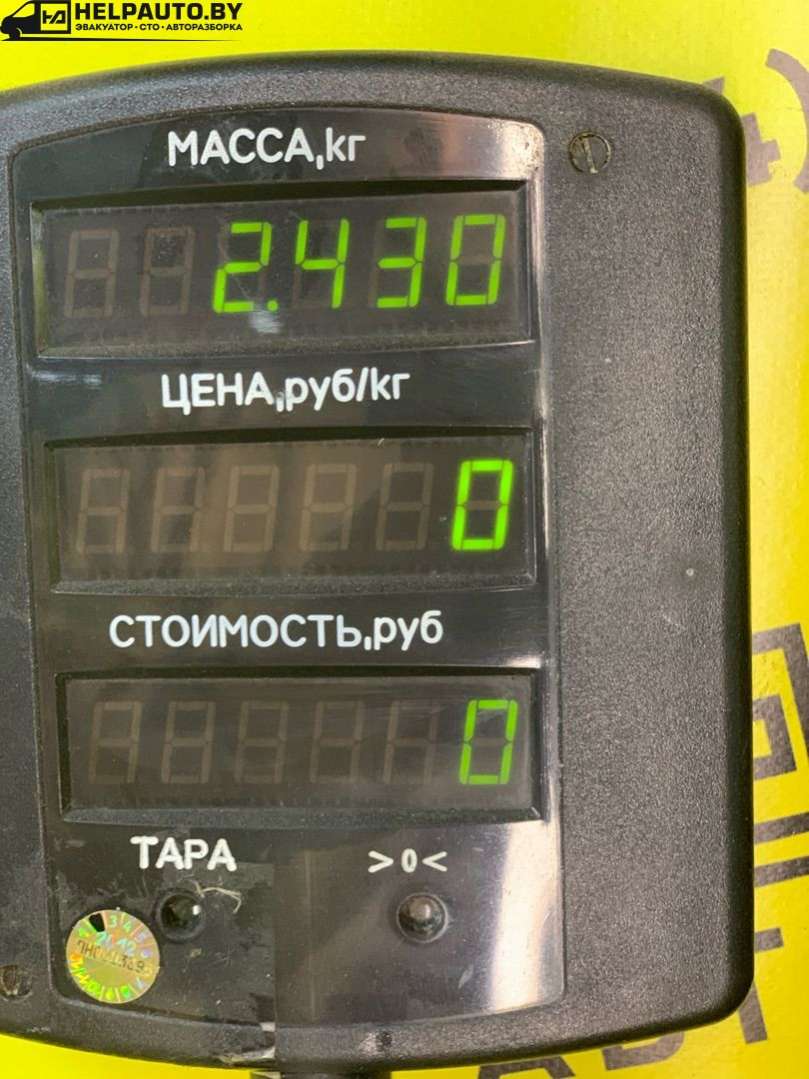 HELPAUTO.BY
ЭВАКУАТОР • СТО • АВТОРАЗБОРКА
МАССА,кг
2.430
ЦЕНА,руб/кг
0
СТОИМОСТЬ,руб
0
ТАРА >0<